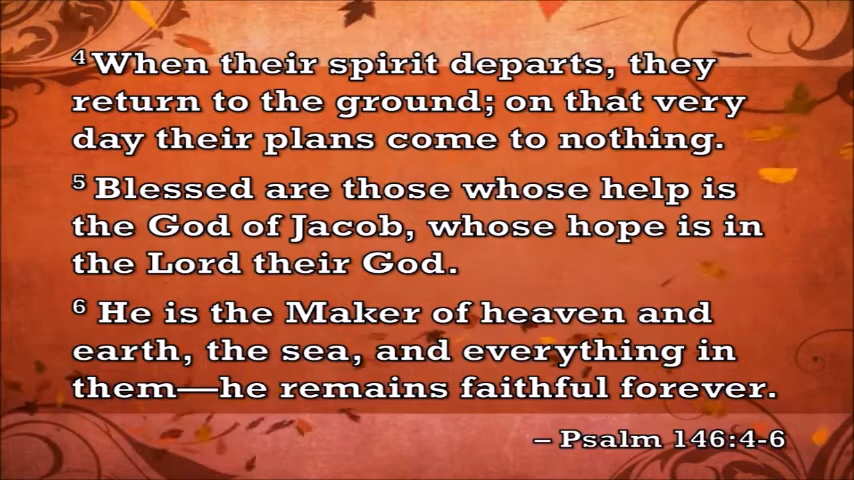 ⁴ When their spirit departs, they
return to the ground; on that very
day their plans come to nothing.
⁵ Blessed are those whose help is
the God of Jacob, whose hope is in
the Lord their God.
⁶ He is the Maker of heaven and
earth, the sea, and everything in
them—he remains faithful forever.
– Psalm 146:4-6